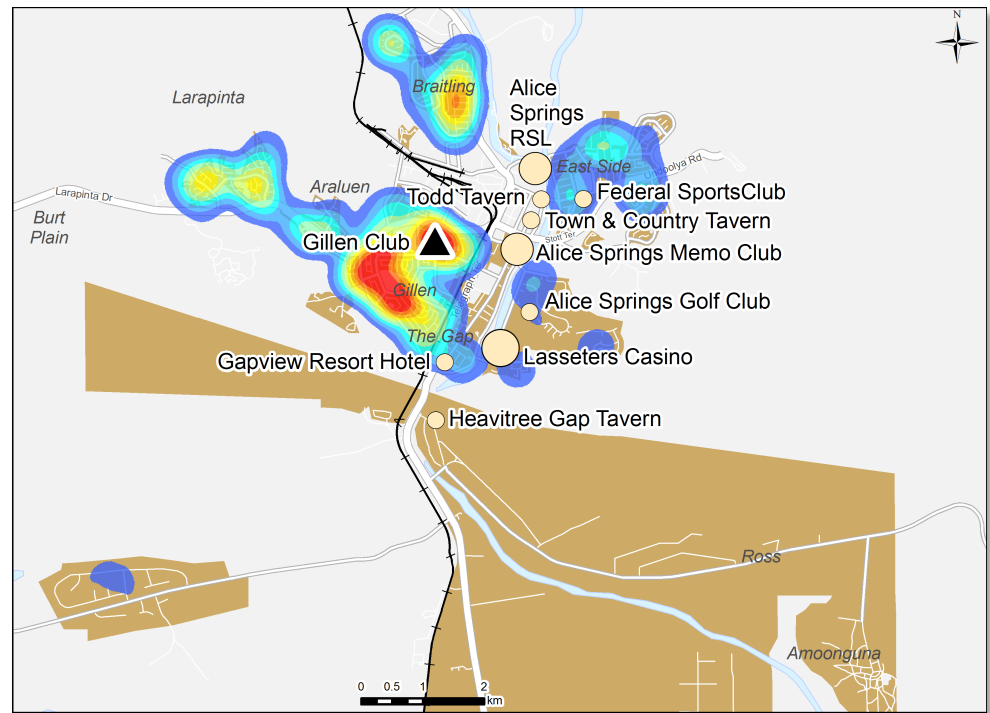 N
Larapinta
Braitling
Alice
Springs
RSL
East Side
Undoolya Rd
Larapinta Dr
Araluen
Todd Tavern
Federal SportsClub
Burt
Plain
Town & Country Tavern
Stott Ter
Gillen Club
Alice Springs Memo Club
Gillen
Alice Springs Golf Club
The Gap
Gapview Resort Hotel
Lasseters Casino
Heavitree Gap Tavern
Ross
Amoonguna
0 0.5 1 2
km